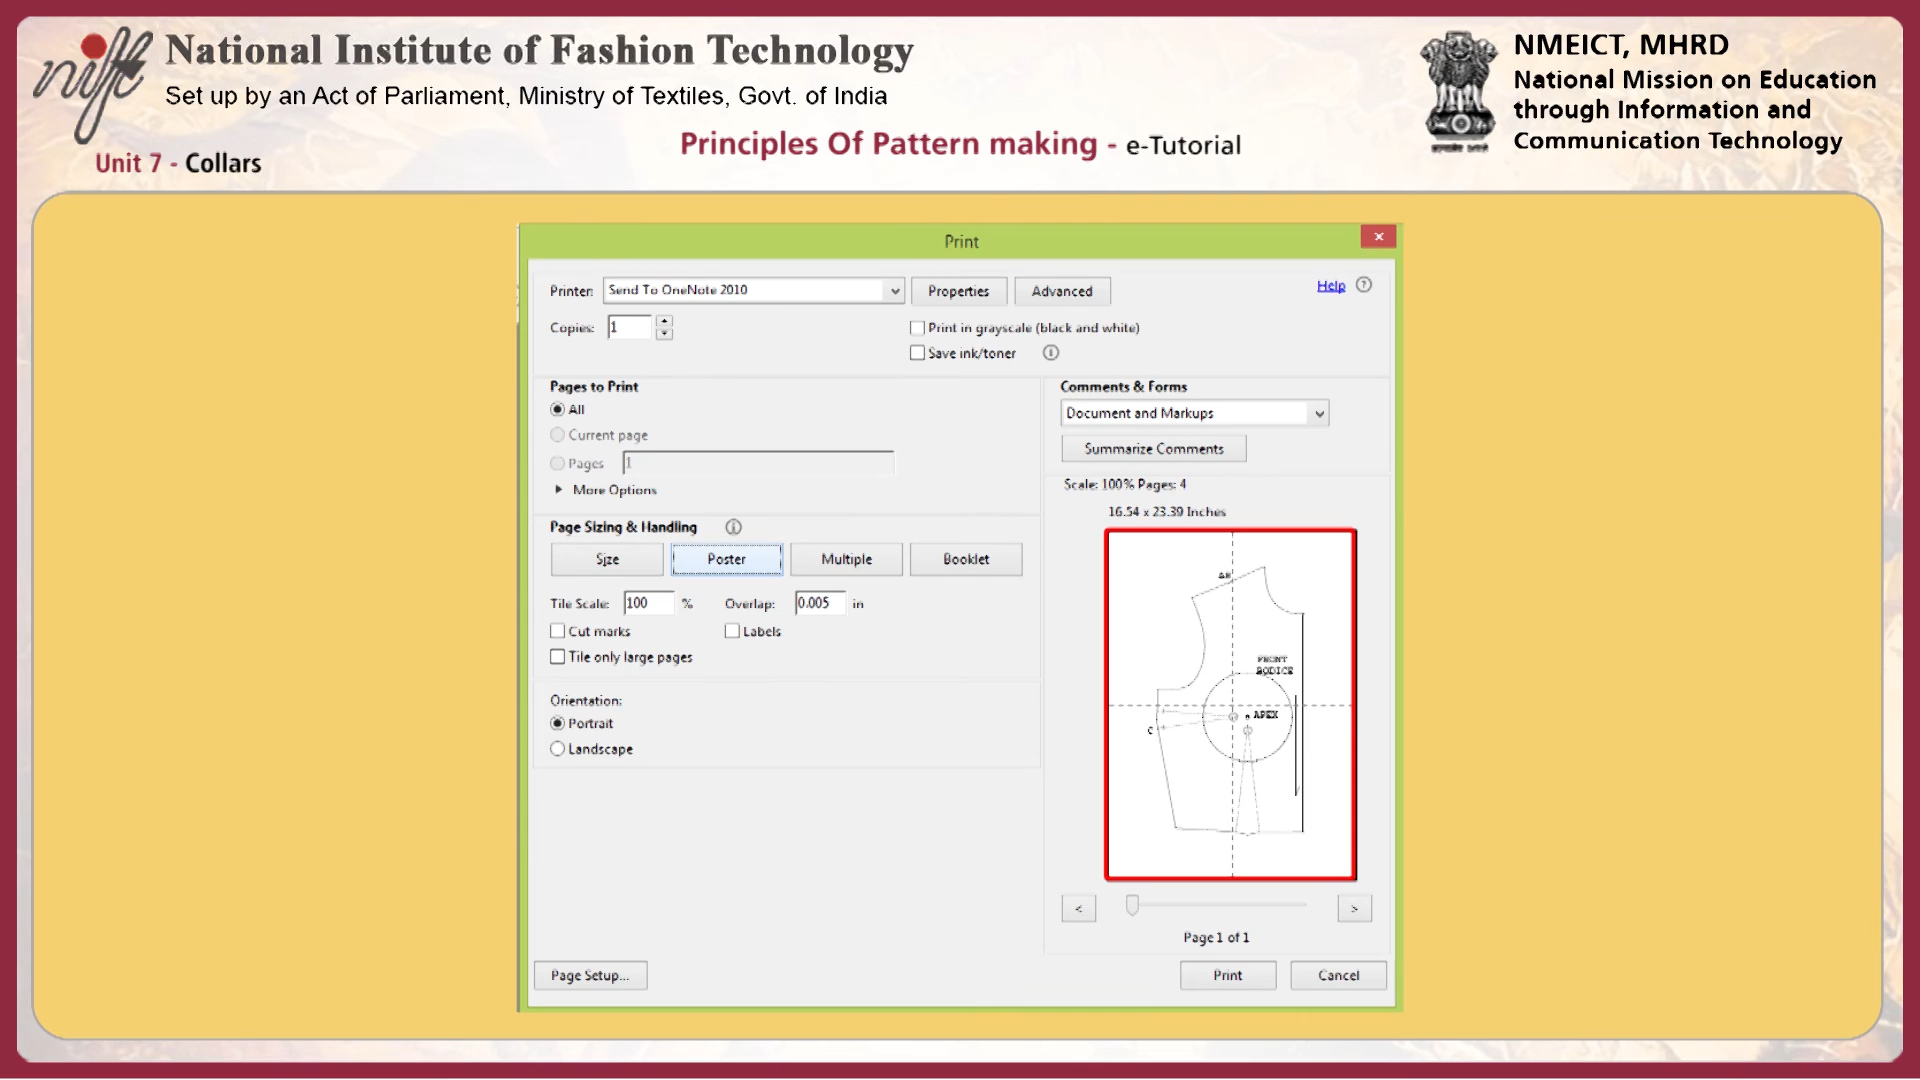 nift
National Institute of Fashion Technology
Set up by an Act of Parliament, Ministry of Textiles, Govt. of India
NMEICT, MHRD
National Mission on Education
through Information and
Communication Technology
Principles Of Pattern making - e-Tutorial
Unit 7 - Collars
Print
Printer: Send To OneNote 2010 Properties Advanced Help
Copies: 1
Print in grayscale (black and white)
Save ink/toner
Pages to Print
All
Current page
Pages 1
More Options
Page Sizing & Handling
Size Poster Multiple Booklet
Tile Scale: 100 % Overlap: 0.005 in
Cut marks Labels
Tile only large pages
Orientation:
Portrait
Landscape
Comments & Forms
Document and Markups
Summarize Comments
Scale: 100% Pages: 4
16.54 x 23.39 Inches
FRONT
BODICE
APEX
C
< >
Page 1 of 1
Page Setup... Print Cancel